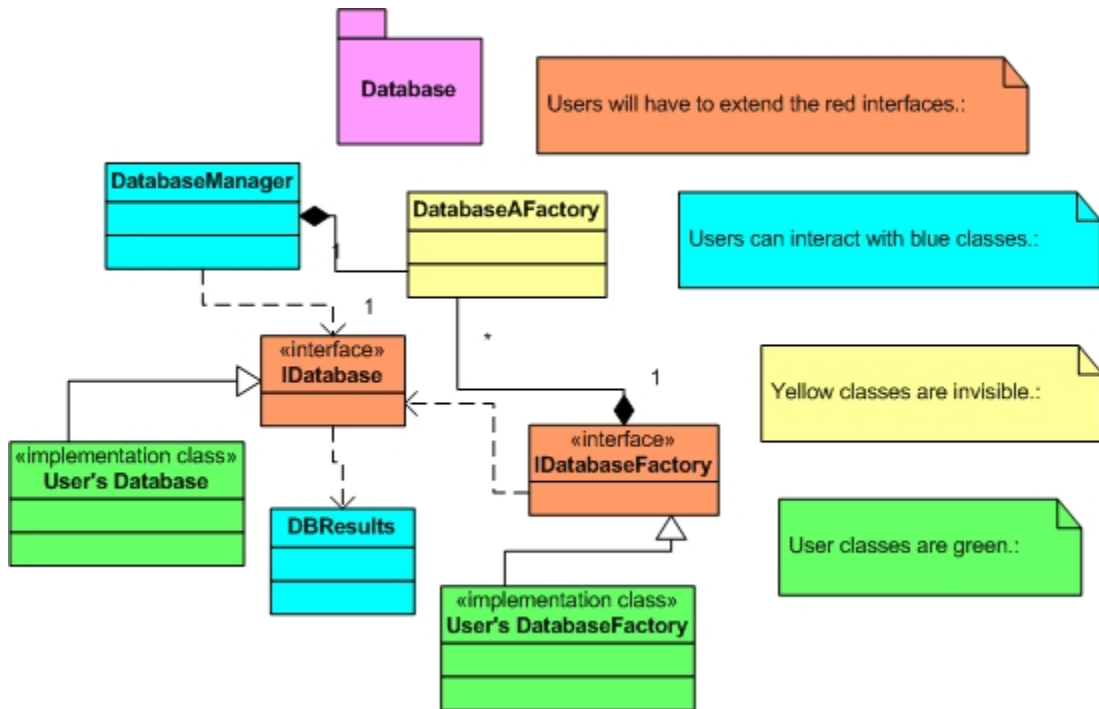 Database
Users will have to extend the red interfaces.:
DatabaseManager
DatabaseAFactory
Users can interact with blue classes.:
1
1
*
«interface»
IDatabase
1
Yellow classes are invisible.:
«implementation class»
User's Database
«interface»
IDatabaseFactory
DBResults
User classes are green.:
«implementation class»
User's DatabaseFactory